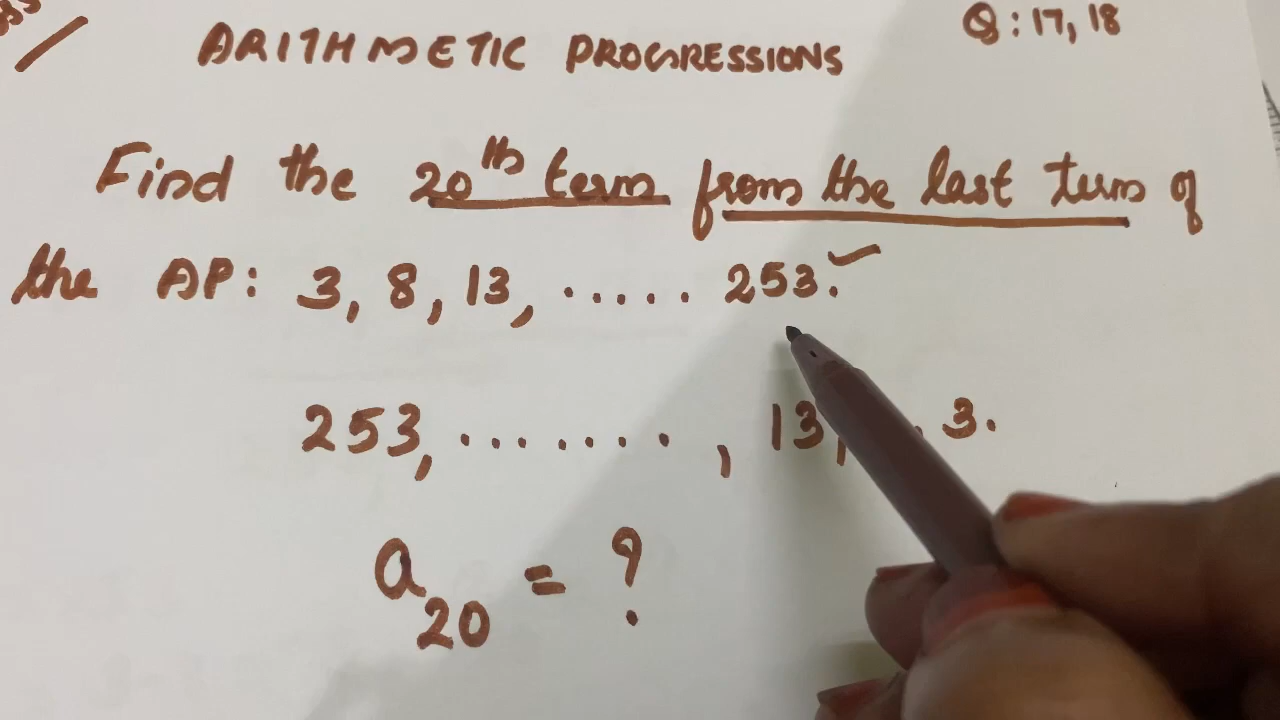 ARITHMETIC PROGRESSIONS
Q: 17, 18
Find the 20th term from the last term of
the AP: 3, 8, 13, ..... 253.
253, ......., 13, , 3.
a20 = ?